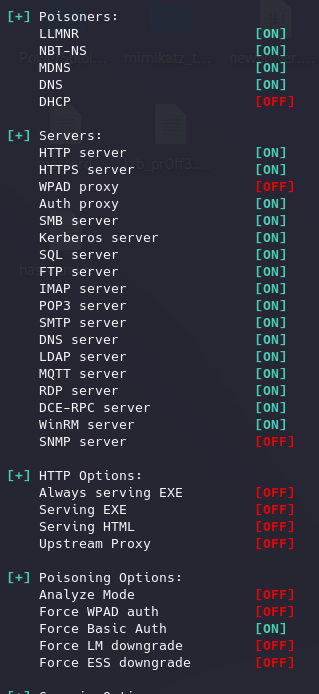 [+] Poisoners:
LLMNR [ON]
NBT-NS [ON]
MDNS [ON]
DNS [ON]
DHCP [OFF]
[+] Servers:
HTTP server [ON]
HTTPS server [ON]
WPAD proxy [OFF]
Auth proxy [ON]
SMB server [ON]
Kerberos server [ON]
SQL server [ON]
FTP server [ON]
IMAP server [ON]
POP3 server [ON]
SMTP server [ON]
DNS server [ON]
LDAP server [ON]
MQTT server [ON]
RDP server [ON]
DCE-RPC server [ON]
WinRM server [ON]
SNMP server [OFF]
[+] HTTP Options:
Always serving EXE [OFF]
Serving EXE [OFF]
Serving HTML [OFF]
Upstream Proxy [OFF]
[+] Poisoning Options:
Analyze Mode [OFF]
Force WPAD auth [OFF]
Force Basic Auth [ON]
Force LM downgrade [OFF]
Force ESS downgrade [OFF]